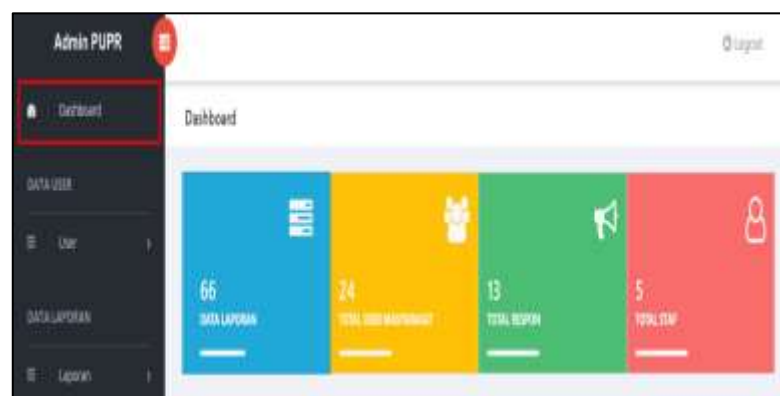 Admin PUPR
Logout
Dashboard
Dashboard
DATA USER
User
DATA LAPORAN
Laporan
66
DATA LAPORAN
24
TOTAL USER MASYARAKAT
13
TOTAL RESPON
5
TOTAL STAF